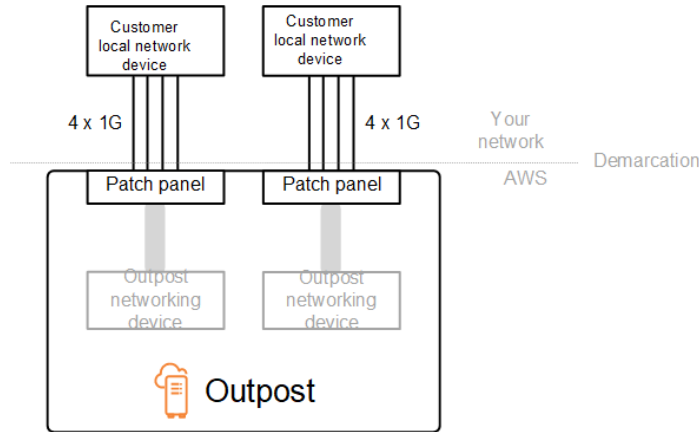 Customer
local network
device
Customer
local network
device
4 x 1G
4 x 1G
Your
network
Demarcation
AWS
Patch panel
Patch panel
Outpost
networking
device
Outpost
networking
device
Outpost